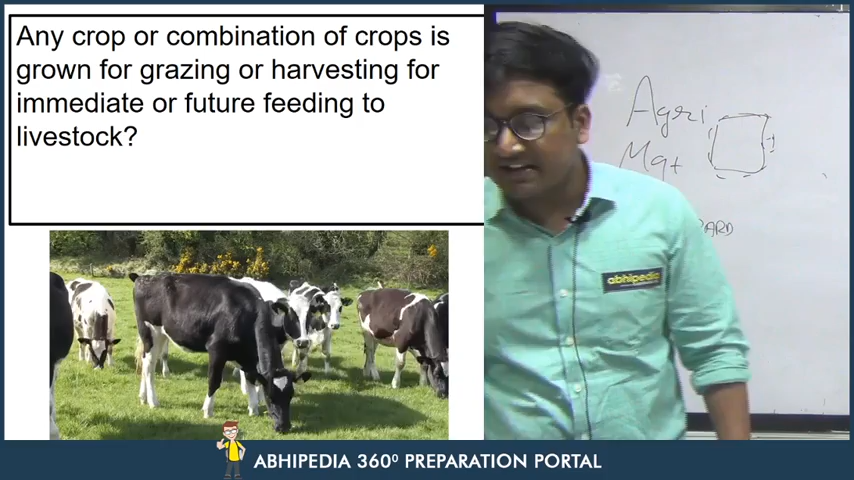 Any crop or combination of crops is
grown for grazing or harvesting for
immediate or future feeding to
livestock?
Agri
Mgt
abhipedia
ABHIPEDIA 360⁰ PREPARATION PORTAL